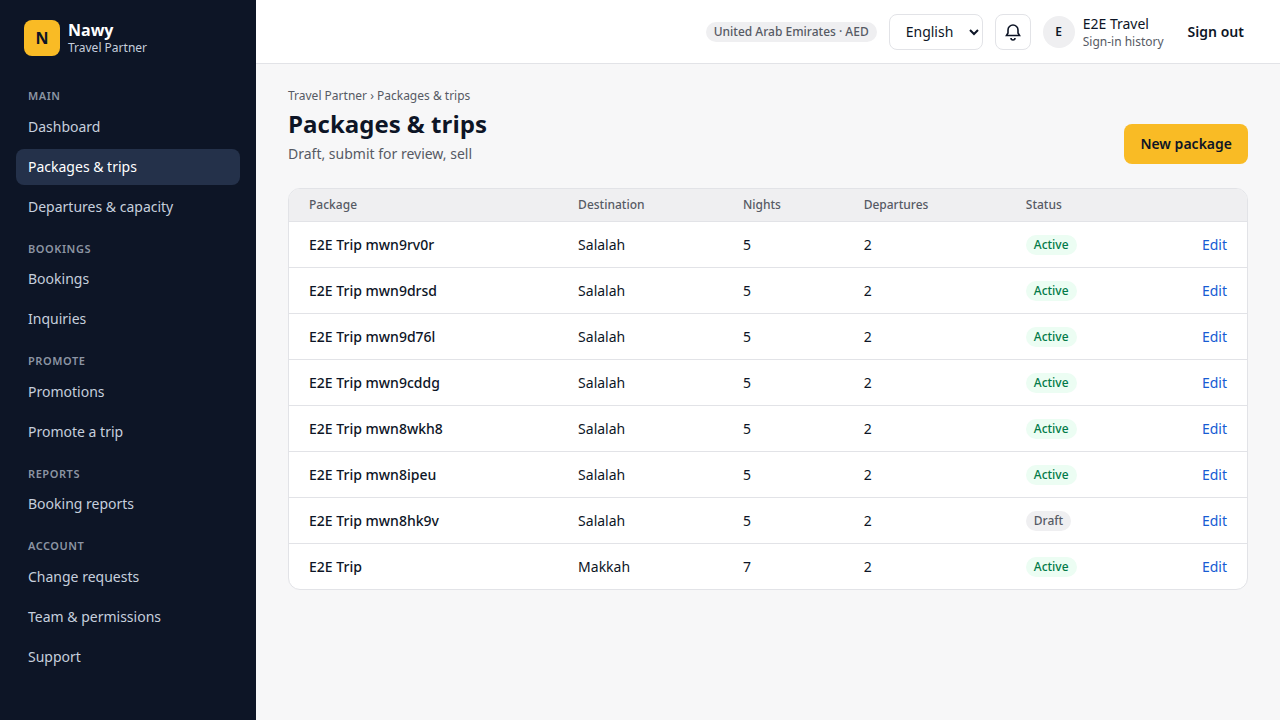 N
Nawy
Travel Partner
MAIN
Dashboard
Packages & trips
Departures & capacity
BOOKINGS
Bookings
Inquiries
PROMOTE
Promotions
Promote a trip
REPORTS
Booking reports
ACCOUNT
Change requests
Team & permissions
Support
United Arab Emirates · AED
English
E
E2E Travel
Sign-in history
Sign out
Travel Partner › Packages & trips
Packages & trips
Draft, submit for review, sell
New package
Package Destination Nights Departures Status
E2E Trip mwn9rv0r Salalah 5 2 Active Edit
E2E Trip mwn9drsd Salalah 5 2 Active Edit
E2E Trip mwn9d76l Salalah 5 2 Active Edit
E2E Trip mwn9cddg Salalah 5 2 Active Edit
E2E Trip mwn8wkh8 Salalah 5 2 Active Edit
E2E Trip mwn8ipeu Salalah 5 2 Active Edit
E2E Trip mwn8hk9v Salalah 5 2 Draft Edit
E2E Trip Makkah 7 2 Active Edit